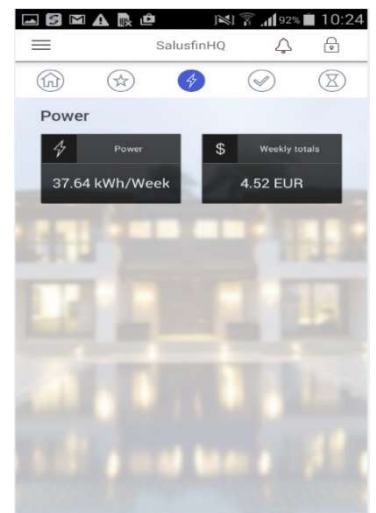 92% 10:24
SalusfinHQ
Power
Power
37.64 kWh/Week
$ Weekly totals
4.52 EUR